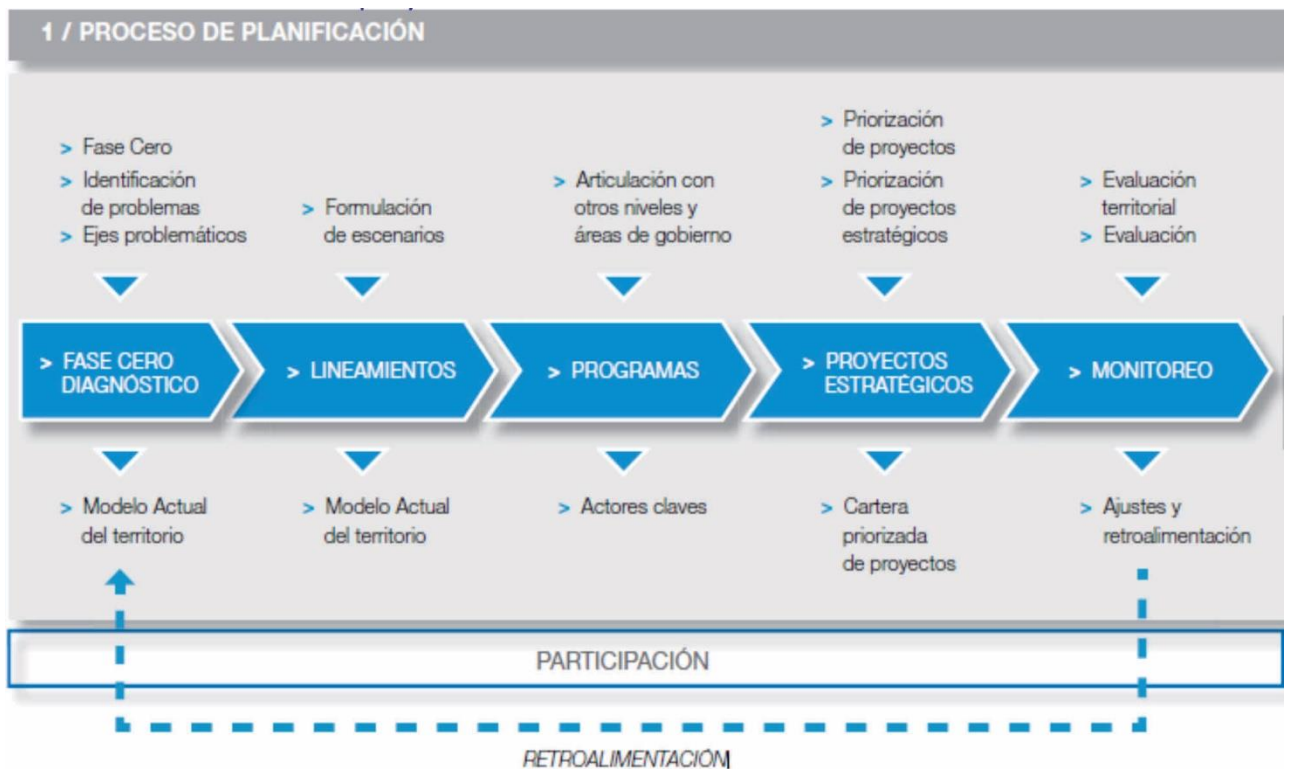 1 / PROCESO DE PLANIFICACIÓN
> Fase Cero
> Identificación
de problemas
> Ejes problemáticos
> Formulación
de escenarios
> Articulación con
otros niveles y
áreas de gobierno
> Priorización
de proyectos
> Priorización
de proyectos
estratégicos
> Evaluación
territorial
> Evaluación
> FASE CERO
DIAGNÓSTICO
> LINEAMIENTOS
> PROGRAMAS
> PROYECTOS
ESTRATÉGICOS
> MONITOREO
> Modelo Actual
del territorio
> Modelo Actual
del territorio
> Actores claves
> Cartera
priorizada
de proyectos
> Ajustes y
retroalimentación
PARTICIPACIÓN
RETROALIMENTACIÓN